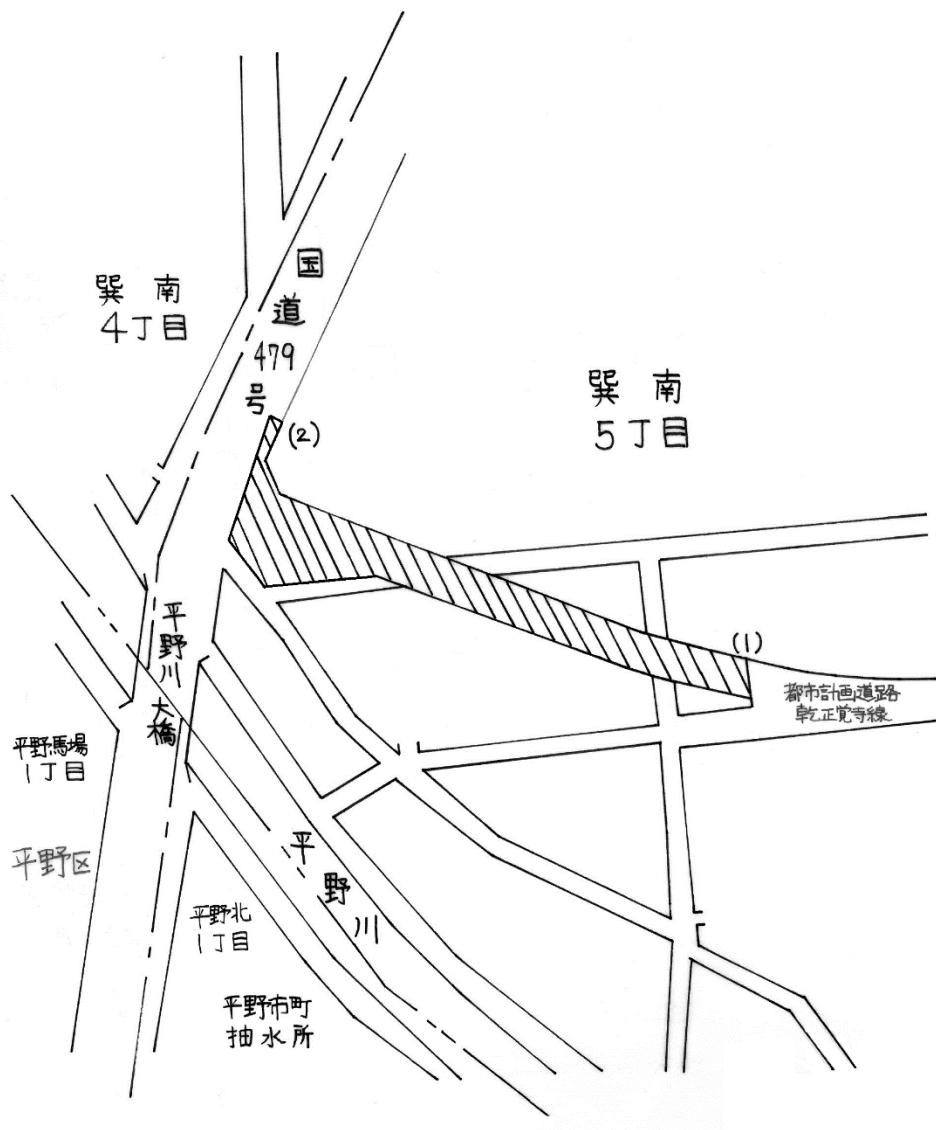 国道479号
巽南
4丁目
巽南
5丁目
(2)
(1)
都市計画道路
乾正覚寺線
平野川大橋
平野馬場
1丁目
平野区
平野川
平野北
1丁目
平野市町
抽水所